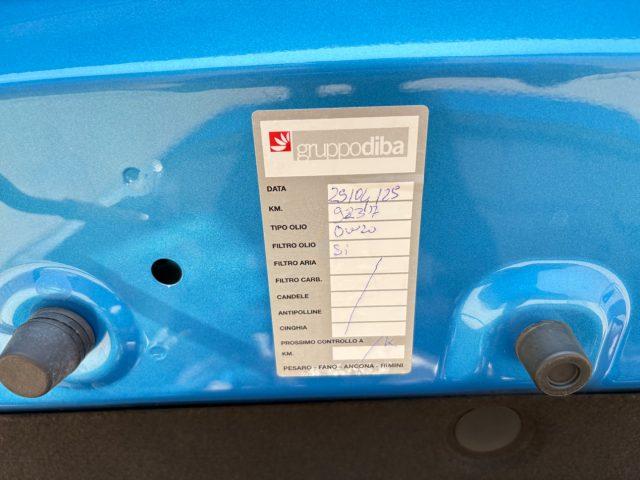 gruppodiba
DATA 29/04/25
KM. 9237
TIPO OLIO 0W20
FILTRO OLIO Si
FILTRO ARIA /
FILTRO CARB.
CANDELE
ANTIPOLLINE
CINGHIA
PROSSIMO CONTROLLO A
KM.
PESARO - FANO - ANCONA - RIMINI